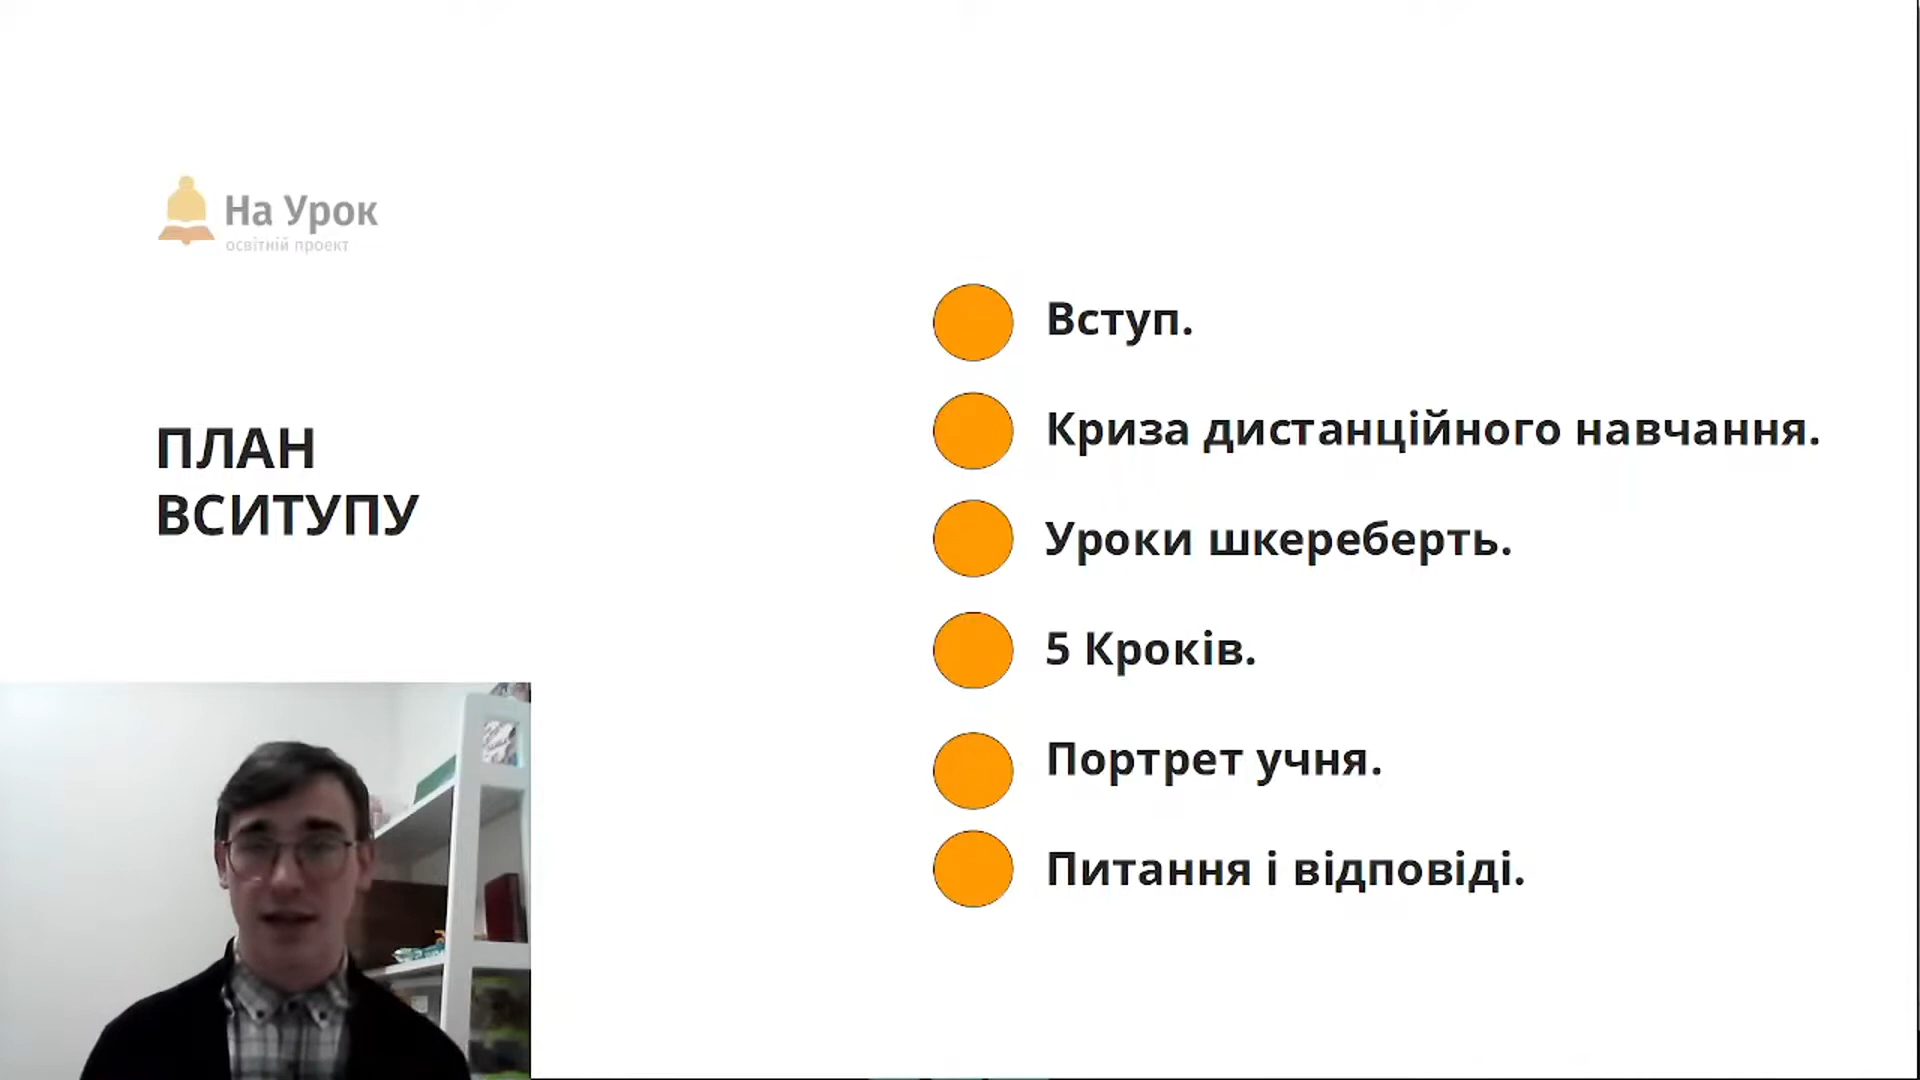 На Урок
освітній проект
ПЛАН
ВСИТУПУ
Вступ.
Криза дистанційного навчання.
Уроки шкереберть.
5 Кроків.
Портрет учня.
Питання і відповіді.